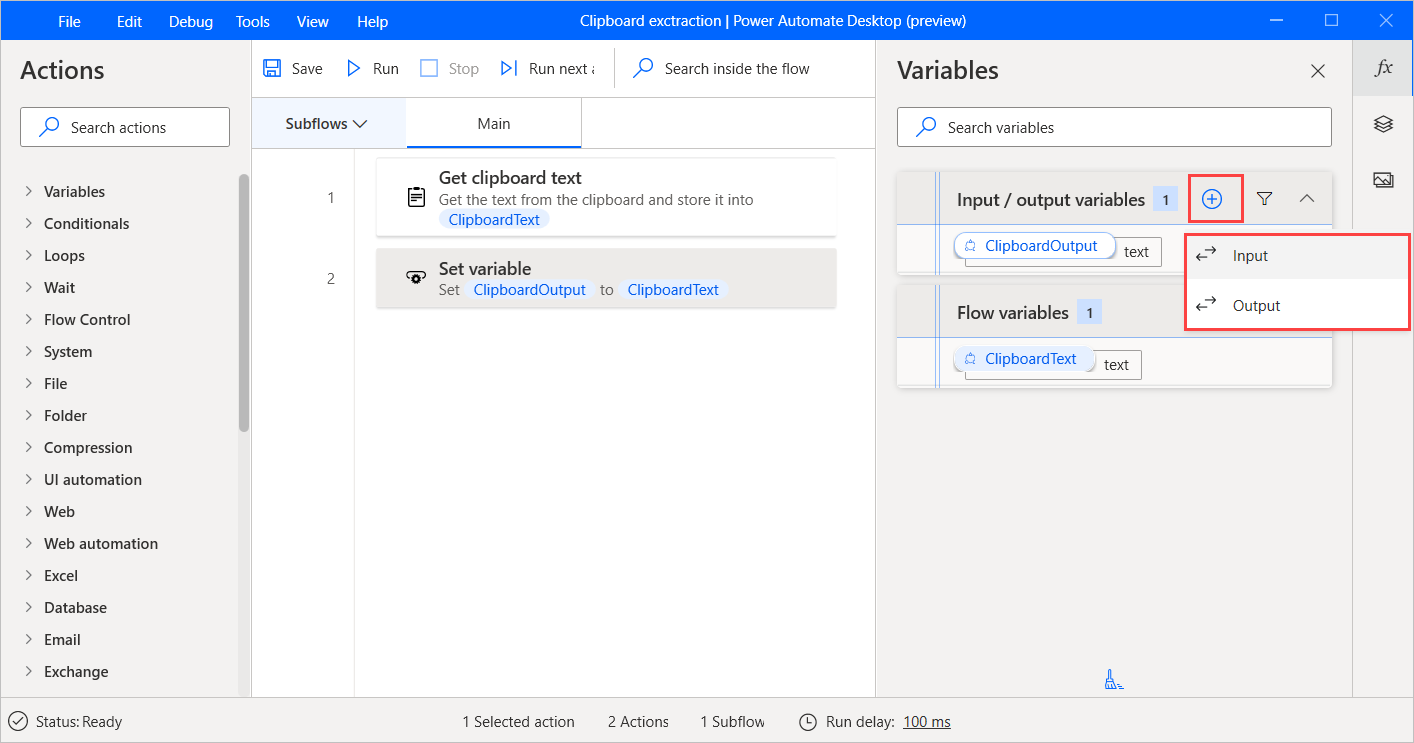 File Edit Debug Tools View Help Clipboard exctraction | Power Automate Desktop (preview)
Actions
Search actions
Variables
Conditionals
Loops
Wait
Flow Control
System
File
Folder
Compression
UI automation
Web
Web automation
Excel
Database
Email
Exchange
Save Run Stop Run next a Search inside the flow
Subflows Main
1 Get clipboard text
Get the text from the clipboard and store it into
ClipboardText
2 Set variable
Set ClipboardOutput to ClipboardText
Variables
fx
Search variables
Input / output variables 1
ClipboardOutput text
Input
Output
Flow variables 1
ClipboardText text
Status: Ready 1 Selected action 2 Actions 1 Subflow Run delay: 100 ms